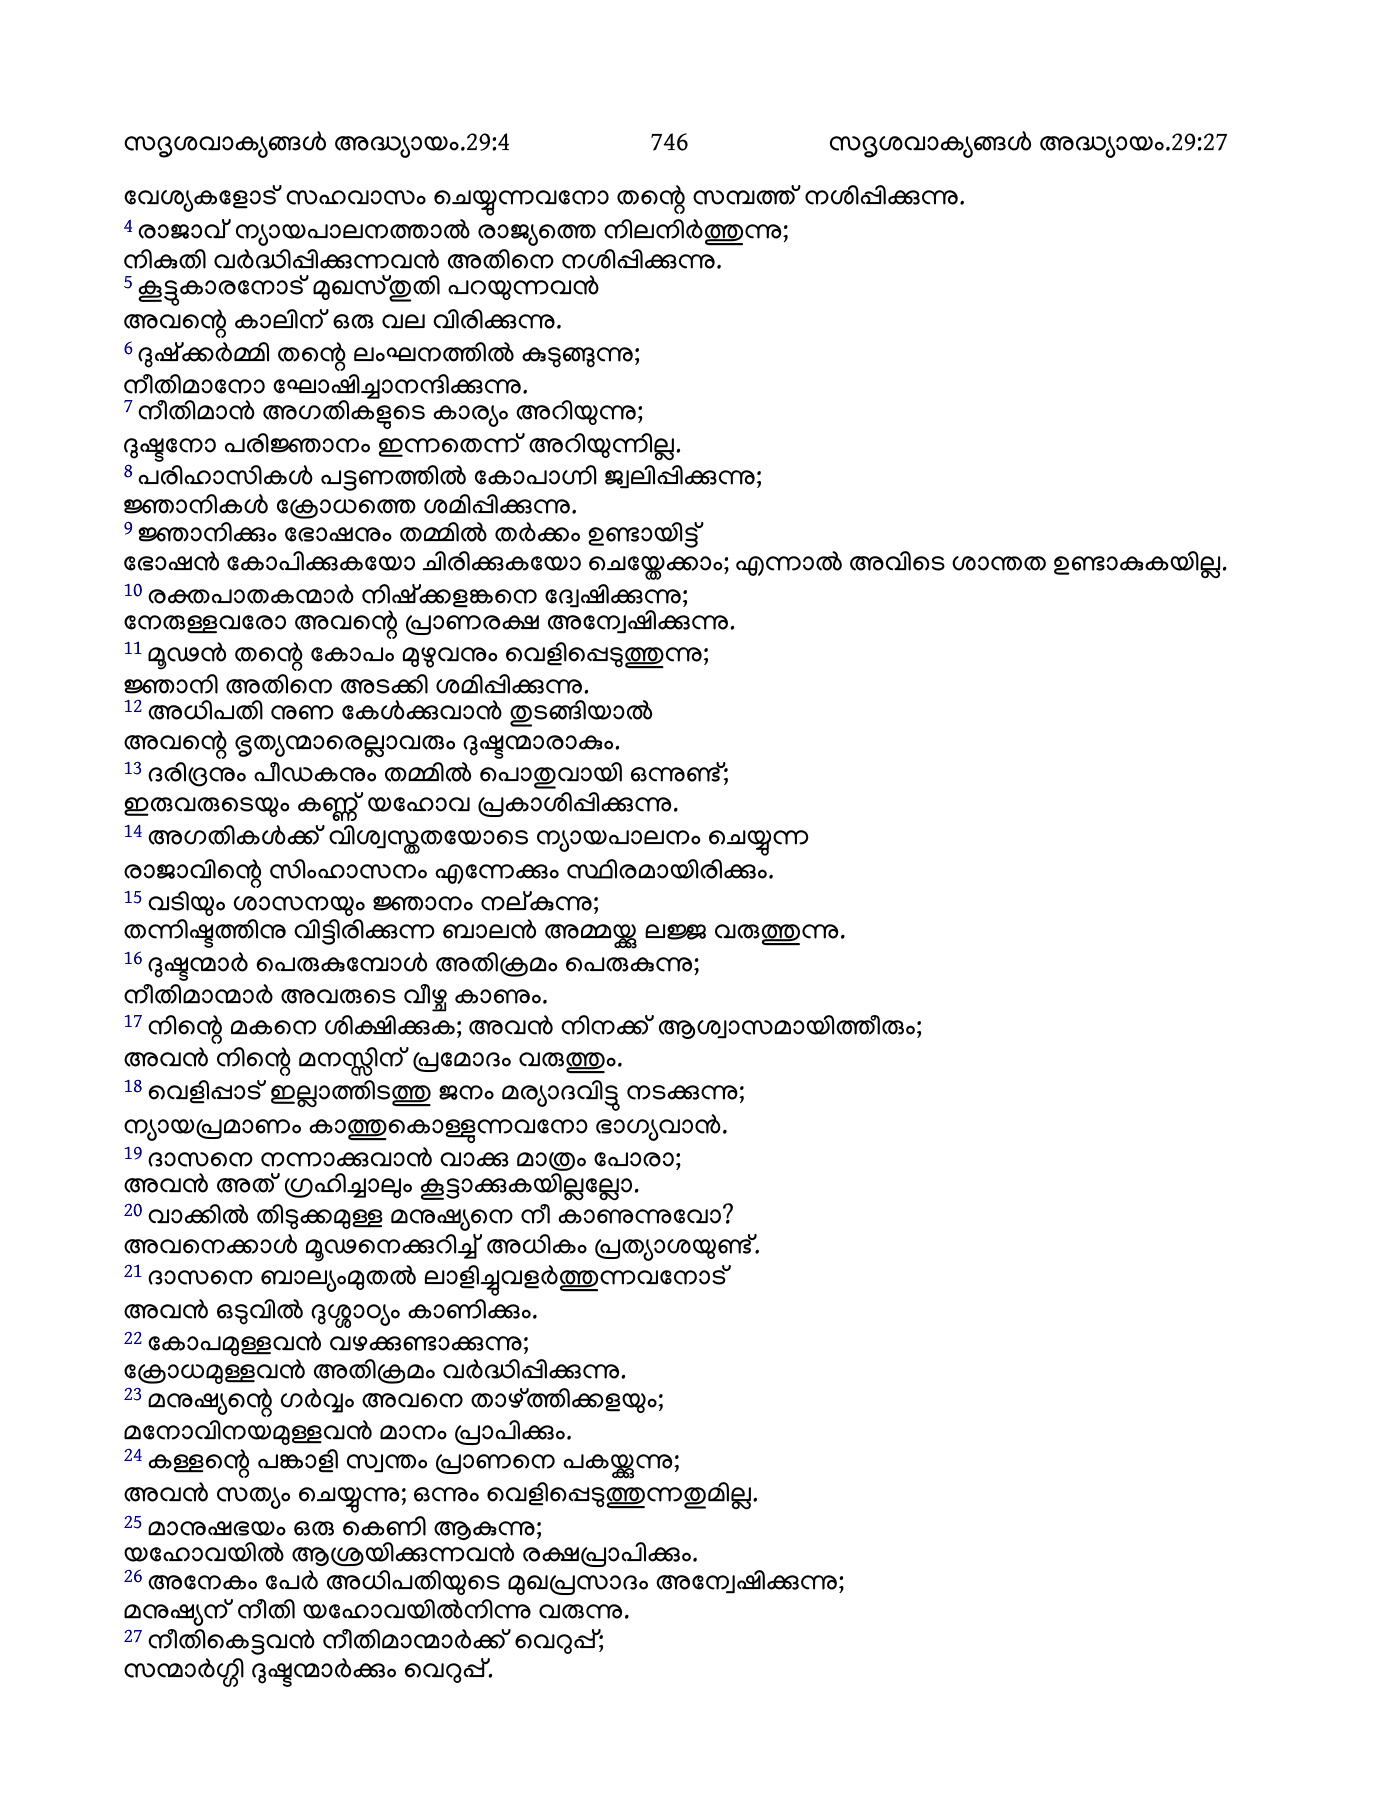 സദൃശവാക്യങ്ങൾ അദ്ധ്യായം.29:4 746 സദൃശവാക്യങ്ങൾ അദ്ധ്യായം.29:27
വേശ്യകളോട് സഹവാസം ചെയ്യുന്നവനോ തന്റെ സമ്പത്ത് നശിപ്പിക്കുന്നു.
4 രാജാവ് ന്യായപാലനത്താൽ രാജ്യത്തെ നിലനിർത്തുന്നു;
നികുതി വർദ്ധിപ്പിക്കുന്നവൻ അതിനെ നശിപ്പിക്കുന്നു.
5 കൂട്ടുകാരനോട് മുഖസ്തുതി പറയുന്നവൻ
അവന്റെ കാലിന് ഒരു വല വിരിക്കുന്നു.
6 ദുഷ്ക്കർമ്മി തന്റെ ലംഘനത്തിൽ കുടുങ്ങുന്നു;
നീതിമാനോ ഘോഷിച്ചാനന്ദിക്കുന്നു.
7 നീതിമാൻ അഗതികളുടെ കാര്യം അറിയുന്നു;
ദുഷ്ടനോ പരിജ്ഞാനം ഇന്നതെന്ന് അറിയുന്നില്ല.
8 പരിഹാസികൾ പട്ടണത്തിൽ കോപാഗ്നി ജ്വലിപ്പിക്കുന്നു;
ജ്ഞാനികൾ ക്രോധത്തെ ശമിപ്പിക്കുന്നു.
9 ജ്ഞാനിക്കും ഭോഷനും തമ്മിൽ തർക്കം ഉണ്ടായിട്ട്
ഭോഷൻ കോപിക്കുകയോ ചിരിക്കുകയോ ചെയ്തേക്കാം; എന്നാൽ അവിടെ ശാന്തത ഉണ്ടാകുകയില്ല.
10 രക്തപാതകന്മാർ നിഷ്ക്കളങ്കനെ ദ്വേഷിക്കുന്നു;
നേരുള്ളവരോ അവന്റെ പ്രാണരക്ഷ അന്വേഷിക്കുന്നു.
11 മൂഢൻ തന്റെ കോപം മുഴുവനും വെളിപ്പെടുത്തുന്നു;
ജ്ഞാനി അതിനെ അടക്കി ശമിപ്പിക്കുന്നു.
12 അധിപതി നുണ കേൾക്കുവാൻ തുടങ്ങിയാൽ
അവന്റെ ഭൃത്യന്മാരെല്ലാവരും ദുഷ്ടന്മാരാകും.
13 ദരിദ്രനും പീഡകനും തമ്മിൽ പൊതുവായി ഒന്നുണ്ട്;
ഇരുവരുടെയും കണ്ണ് യഹോവ പ്രകാശിപ്പിക്കുന്നു.
14 അഗതികൾക്ക് വിശ്വസ്തതയോടെ ന്യായപാലനം ചെയ്യുന്ന
രാജാവിന്റെ സിംഹാസനം എന്നേക്കും സ്ഥിരമായിരിക്കും.
15 വടിയും ശാസനയും ജ്ഞാനം നല്കുന്നു;
തന്നിഷ്ടത്തിനു വിട്ടിരിക്കുന്ന ബാലൻ അമ്മയ്ക്കു ലജ്ജ വരുത്തുന്നു.
16 ദുഷ്ടന്മാർ പെരുകുമ്പോൾ അതിക്രമം പെരുകുന്നു;
നീതിമാന്മാർ അവരുടെ വീഴ്ച കാണും.
17 നിന്റെ മകനെ ശിക്ഷിക്കുക; അവൻ നിനക്ക് ആശ്വാസമായിത്തീരും;
അവൻ നിന്റെ മനസ്സിന് പ്രമോദം വരുത്തും.
18 വെളിപ്പാട് ഇല്ലാത്തിടത്തു ജനം മര്യാദവിട്ടു നടക്കുന്നു;
ന്യായപ്രമാണം കാത്തുകൊള്ളുന്നവനോ ഭാഗ്യവാൻ.
19 ദാസനെ നന്നാക്കുവാൻ വാക്കു മാത്രം പോരാ;
അവൻ അത് ഗ്രഹിച്ചാലും കൂട്ടാക്കുകയില്ലല്ലോ.
20 വാക്കിൽ തിടുക്കമുള്ള മനുഷ്യനെ നീ കാണുന്നുവോ?
അവനെക്കാൾ മൂഢനെക്കുറിച്ച് അധികം പ്രത്യാശയുണ്ട്.
21 ദാസനെ ബാല്യംമുതൽ ലാളിച്ചുവളർത്തുന്നവനോട്
അവൻ ഒടുവിൽ ദുശ്ശാഠ്യം കാണിക്കും.
22 കോപമുള്ളവൻ വഴക്കുണ്ടാക്കുന്നു;
ക്രോധമുള്ളവൻ അതിക്രമം വർദ്ധിപ്പിക്കുന്നു.
23 മനുഷ്യന്റെ ഗർവ്വം അവനെ താഴ്ത്തിക്കളയും;
മനോവിനയമുള്ളവൻ മാനം പ്രാപിക്കും.
24 കള്ളന്റെ പങ്കാളി സ്വന്തം പ്രാണനെ പകയ്ക്കുന്നു;
അവൻ സത്യം ചെയ്യുന്നു; ഒന്നും വെളിപ്പെടുത്തുന്നതുമില്ല.
25 മാനുഷഭയം ഒരു കെണി ആകുന്നു;
യഹോവയിൽ ആശ്രയിക്കുന്നവൻ രക്ഷപ്രാപിക്കും.
26 അനേകം പേർ അധിപതിയുടെ മുഖപ്രസാദം അന്വേഷിക്കുന്നു;
മനുഷ്യന് നീതി യഹോവയിൽനിന്നു വരുന്നു.
27 നീതികെട്ടവൻ നീതിമാന്മാർക്ക് വെറുപ്പ്;
സന്മാർഗ്ഗി ദുഷ്ടന്മാർക്കും വെറുപ്പ്.